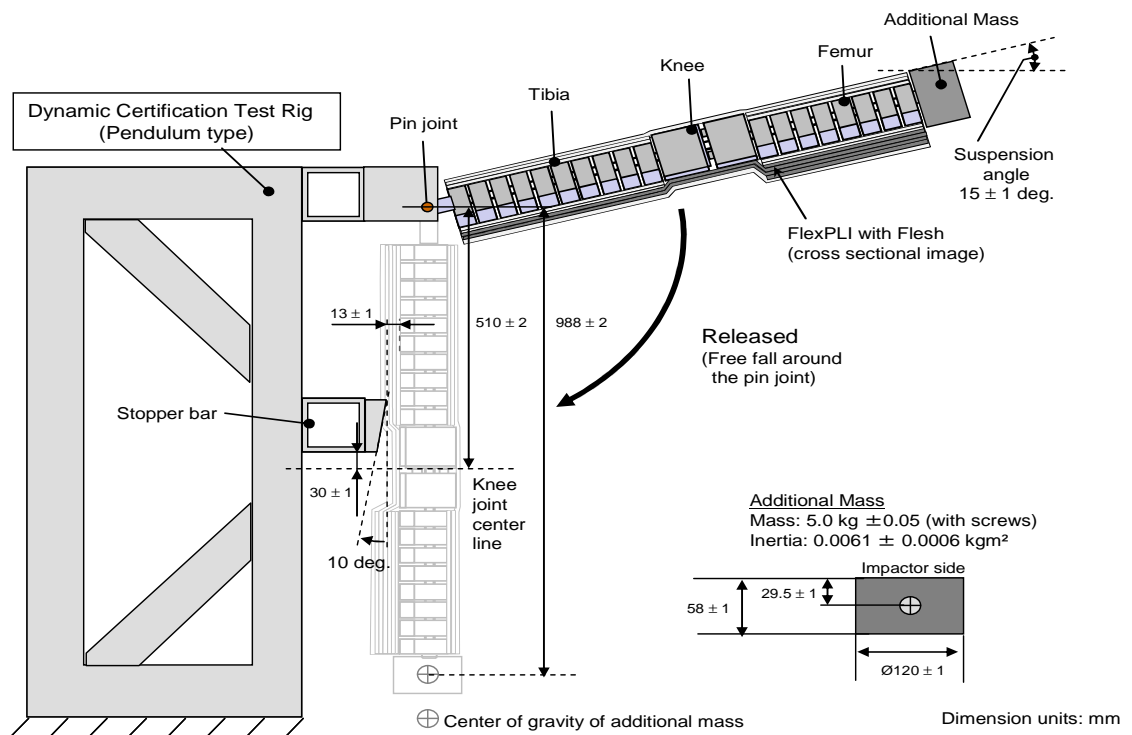 Additional Mass
Femur
Knee
Tibia
Dynamic Certification Test Rig
(Pendulum type)
Pin joint
Suspension
angle
15 ± 1 deg.
FlexPLI with Flesh
(cross sectional image)
13 ± 1
510 ± 2
988 ± 2
Released
(Free fall around
the pin joint)
Stopper bar
30 ± 1
Knee
joint
center
line
10 deg.
Additional Mass
Mass: 5.0 kg ±0.05 (with screws)
Inertia: 0.0061 ± 0.0006 kgm²
Impactor side
29.5 ± 1
58 ± 1
Ø120 ± 1
Center of gravity of additional mass
Dimension units: mm